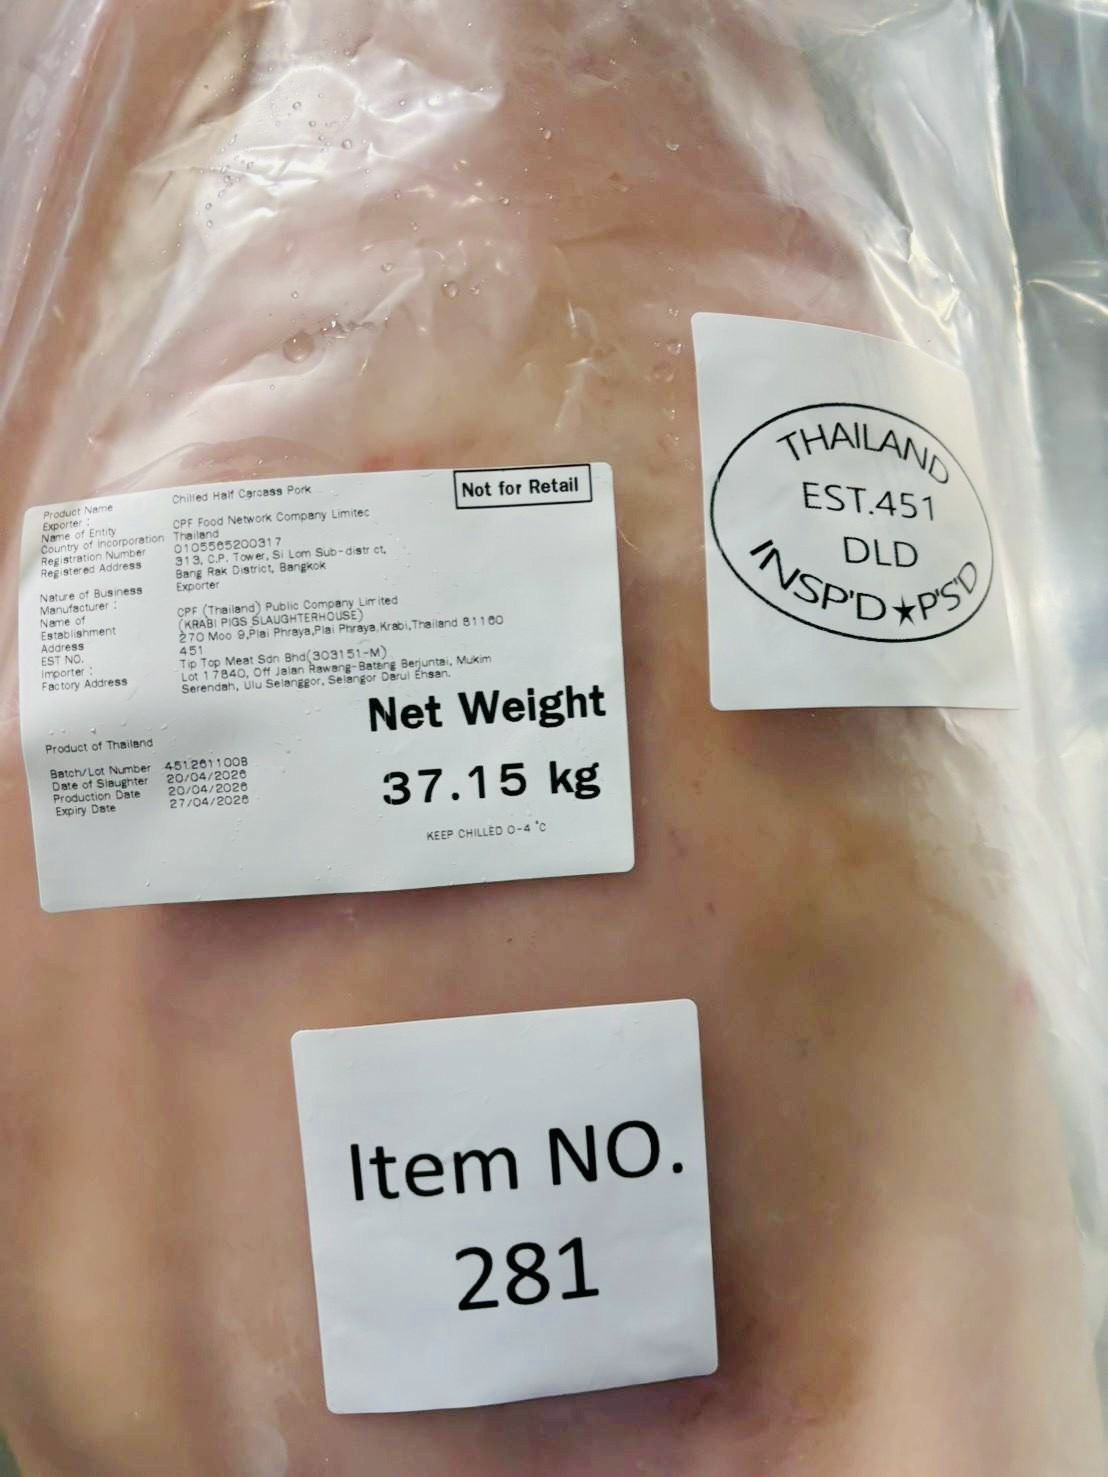 Product Name Chilled Half Carcass Pork
Not for Retail
Exporter :
Name of Entity CPF Food Network Company Limited
Country of Incorporation Thailand
Registration Number 0105565200317
Registered Address 313, C.P. Tower, Si Lom Sub-district,
Bang Rak District, Bangkok
Nature of Business Exporter
Manufacturer :
Name of CPF (Thailand) Public Company Limited
Establishment (KRABI PIGS SLAUGHTERHOUSE)
Address 270 Moo 9,Plai Phraya,Plai Phraya,Krabi,Thailand 81160
EST NO. 451
Importer : Tip Top Meat Sdn Bhd(303151-M)
Factory Address Lot 17840, Off Jalan Rawang-Batang Berjuntai, Mukim
Serendah, Ulu Selanggor, Selangor Darul Ehsan.
Net Weight
37.15 kg
KEEP CHILLED 0-4 °C
Product of Thailand
Batch/Lot Number 4512611008
Date of Slaughter 20/04/2026
Production Date 20/04/2026
Expiry Date 27/04/2026
THAILAND
EST.451
DLD
INSP'D★P'S'D
Item NO.
281